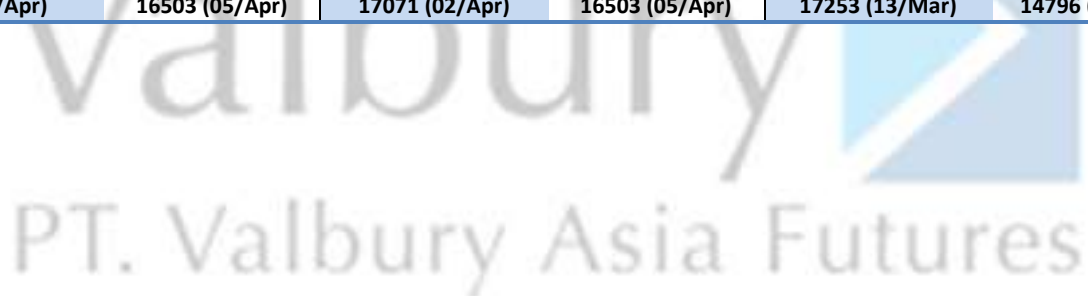 /Apr) 16503 (05/Apr) 17071 (02/Apr) 16503 (05/Apr) 17253 (13/Mar) 14796
Valbury
PT. Valbury Asia Futures